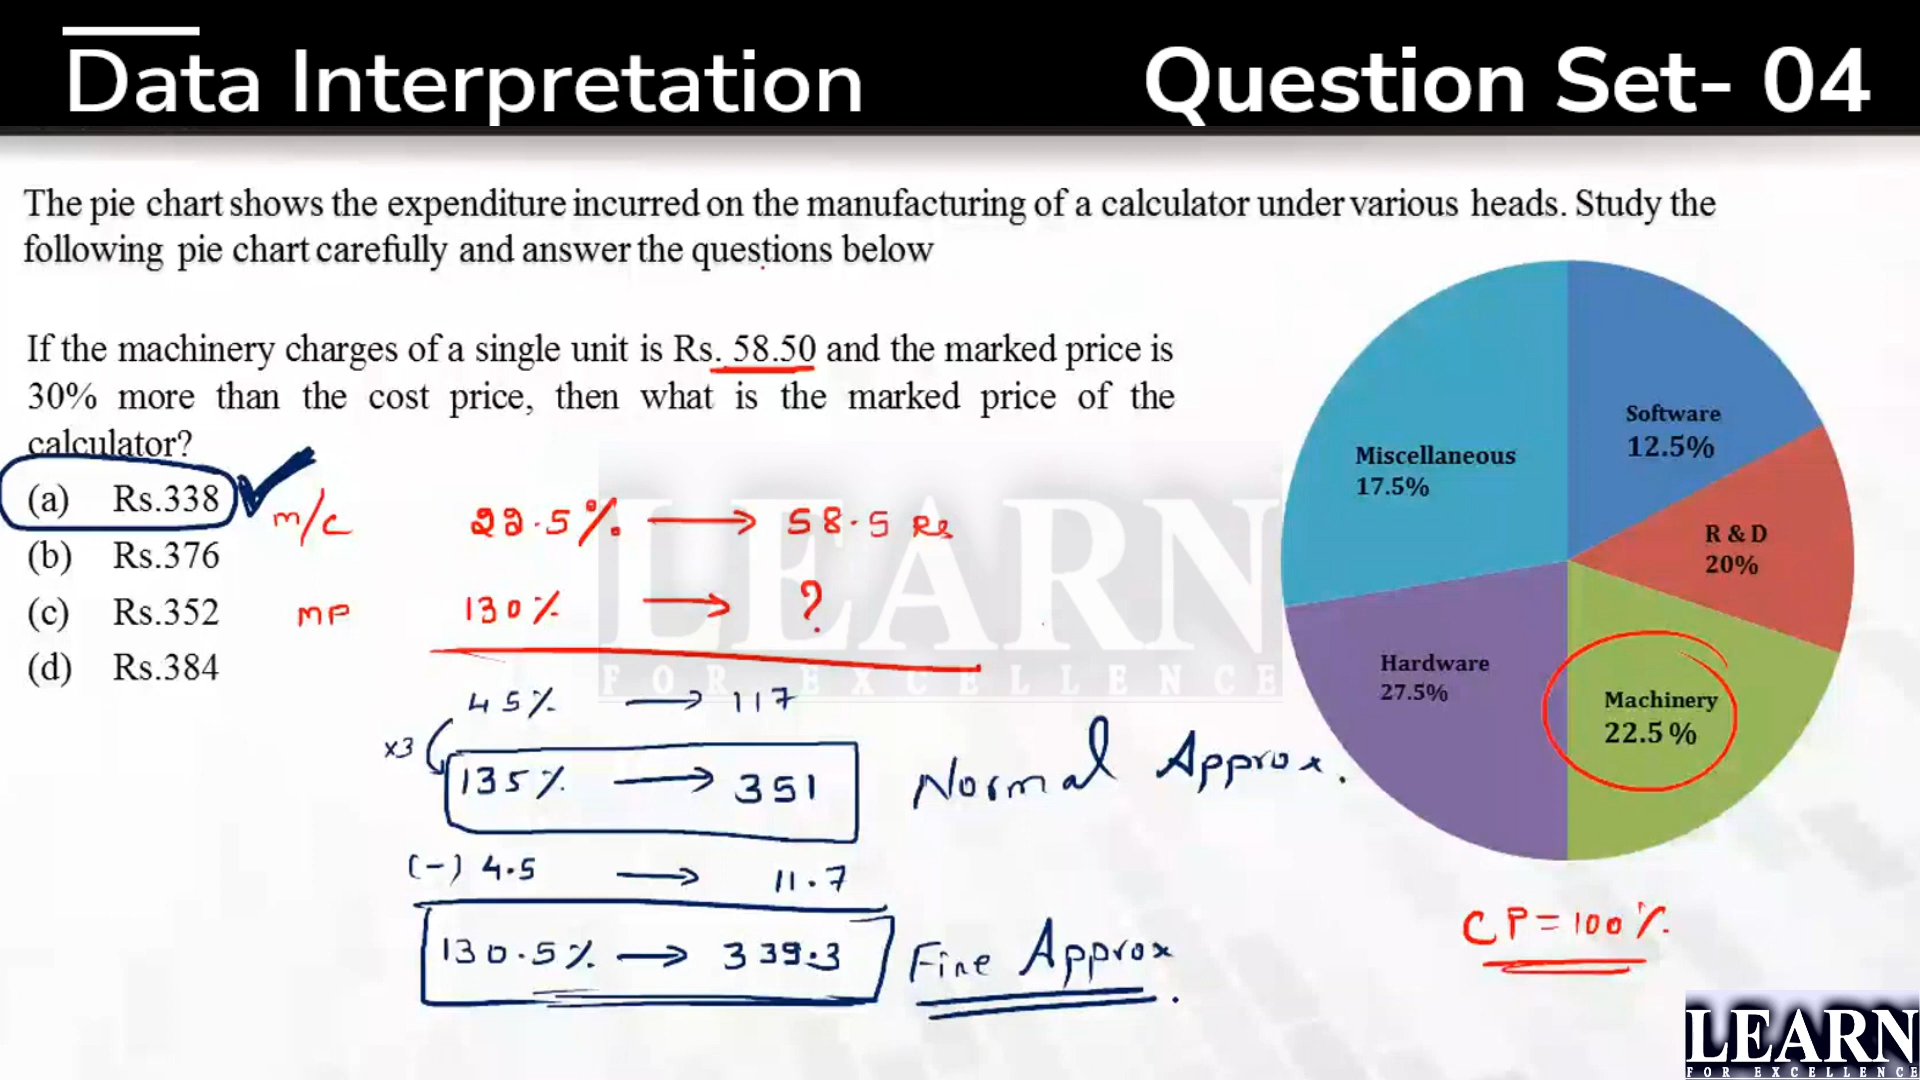 Data Interpretation
Question Set- 04
The pie chart shows the expenditure incurred on the manufacturing of a calculator under various heads. Study the
following pie chart carefully and answer the questions below
If the machinery charges of a single unit is Rs. 58.50 and the marked price is
30% more than the cost price, then what is the marked price of the
calculator?
(a) Rs.338
(b) Rs.376
(c) Rs.352
(d) Rs.384
m/c 22.5% → 58.5 Rs
MP 130% → ?
45% → 117
x3
135% → 351
Normal Approx.
(-) 4.5 → 11.7
130.5% → 339.3
Fine Approx.
Software
12.5%
R & D
20%
Machinery
22.5%
Hardware
27.5%
Miscellaneous
17.5%
CP = 100%
LEARN
FOR EXCELLENCE
LEARN
FOR EXCELLENCE